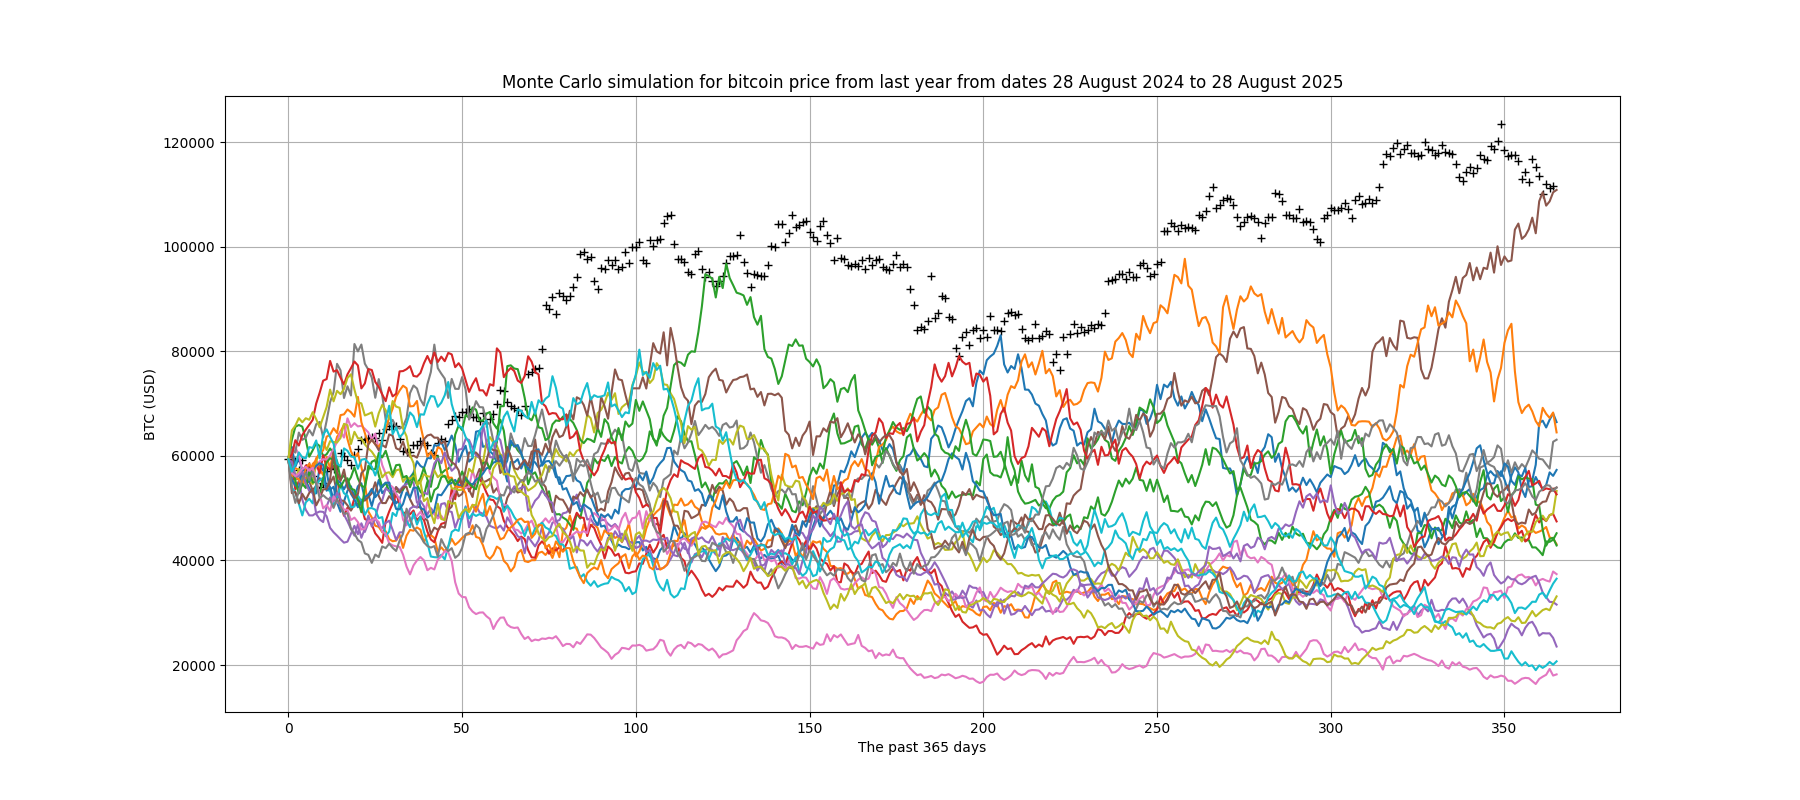 Monte Carlo simulation for bitcoin price from last year from dates 28 August 2024 to 28 August 2025
120000
100000
80000
60000
40000
20000
BTC (USD)
0 50 100 150 200 250 300 350
The past 365 days